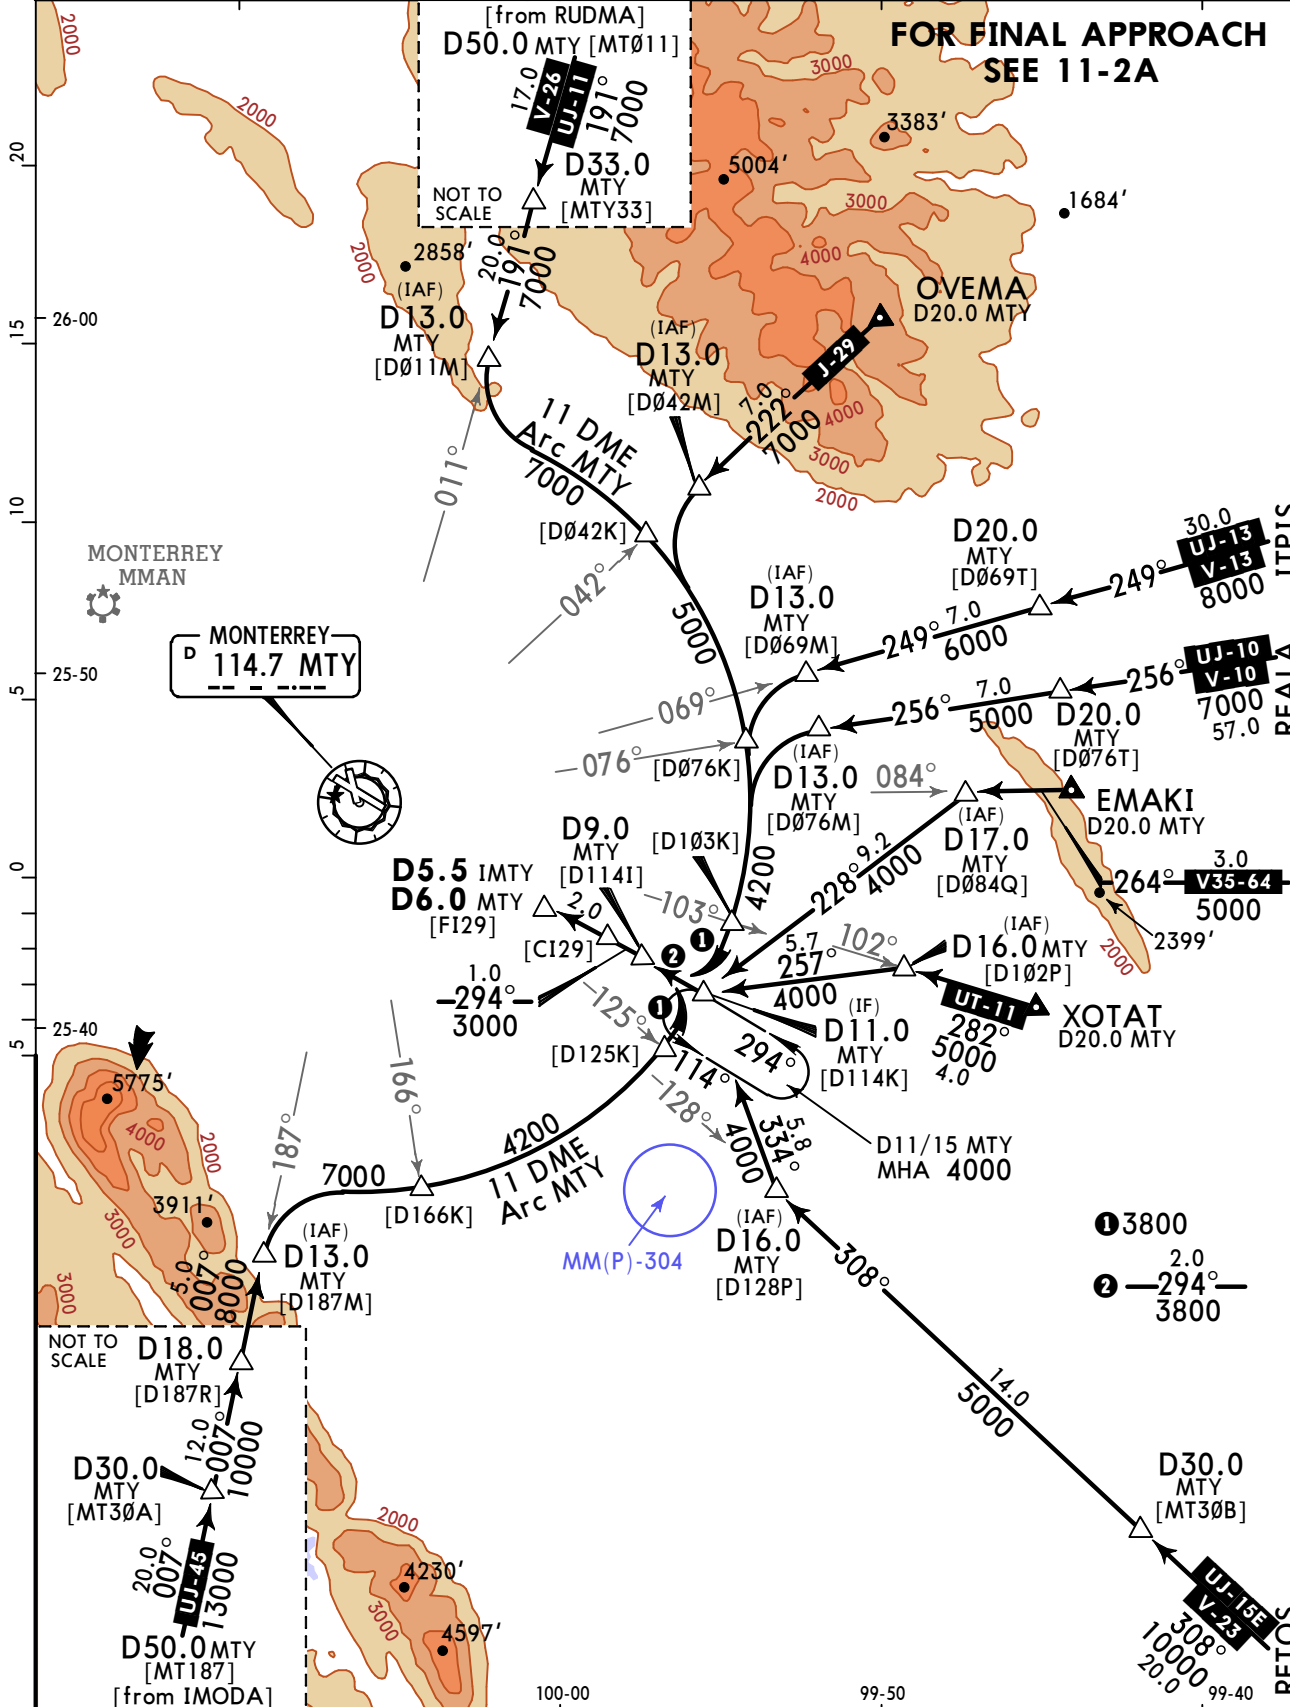 [from RUDMA]
D50.0 MTY [MTØ11]
17.0
V-26
UJ-11
191°
7000
D33.0
MTY
[MTY33]
NOT TO
SCALE
FOR FINAL APPROACH
SEE 11-2A
2000
2000
3000
3383'
5004'
3000
1684'
4000
20
2858'
2000
20.0
191°
7000
(IAF)
D13.0
MTY
[DØ11M]
OVEMA
D20.0 MTY
15
26-00
(IAF)
D13.0
MTY
[DØ42M]
J-29
7.0
222°
7000
4000
3000
2000
011°
11 DME
Arc MTY
7000
10
[DØ42K]
042°
MONTERREY
MMAN
D20.0
MTY
[DØ69T]
30.0
UJ-13
V-13
8000
249°
(IAF)
D13.0
MTY
[DØ69M]
249°
7.0
6000
5000
MONTERREY
D 114.7 MTY
25-50
5
069°
076°
[DØ76K]
UJ-10
V-10
7000
57.0
REALA
256°
7.0
256°
5000
D20.0
MTY
[DØ76T]
(IAF)
D13.0
MTY
[DØ76M]
084°
EMAKI
D20.0 MTY
(IAF)
D17.0
MTY
[DØ84Q]
9.2
228°
4000
3.0
264°
V35-64
5000
2399'
2000
0
D9.0
MTY
[D114I]
[D103K]
4200
D5.5 IMTY
D6.0 MTY
[FI29]
2.0
[CI29]
103°
1
2
1
5.7
257°
4000
102°
(IAF)
D16.0 MTY
[D102P]
UT-11
282°
5000
4.0
XOTAT
D20.0 MTY
1.0
294°
3000
125°
[D125K]
(IF)
D11.0
MTY
[D114K]
294°
114°
25-40
5
128°
5.8
334°
4000
D11/15 MTY
MHA 4000
5775'
4000
2000
3911'
3000
3000
166°
187°
7000
4200
11 DME
Arc MTY
[D166K]
MM(P)-304
(IAF)
D16.0
MTY
[D128P]
1 3800
2.0
2 294°
3800
(IAF)
D13.0
MTY
[D187M]
5.0
007°
8000
308°
14.0
5000
NOT TO
SCALE
D18.0
MTY
[D187R]
12.0
007°
10000
D30.0
MTY
[MT3ØA]
20.0
007°
UJ-45
13000
D50.0 MTY
[MT187]
[from IMODA]
2000
4230'
3000
4597'
D30.0
MTY
[MT3ØB]
UJ-15E
V-23
308°
10000
20.0
100-00
99-50
99-40